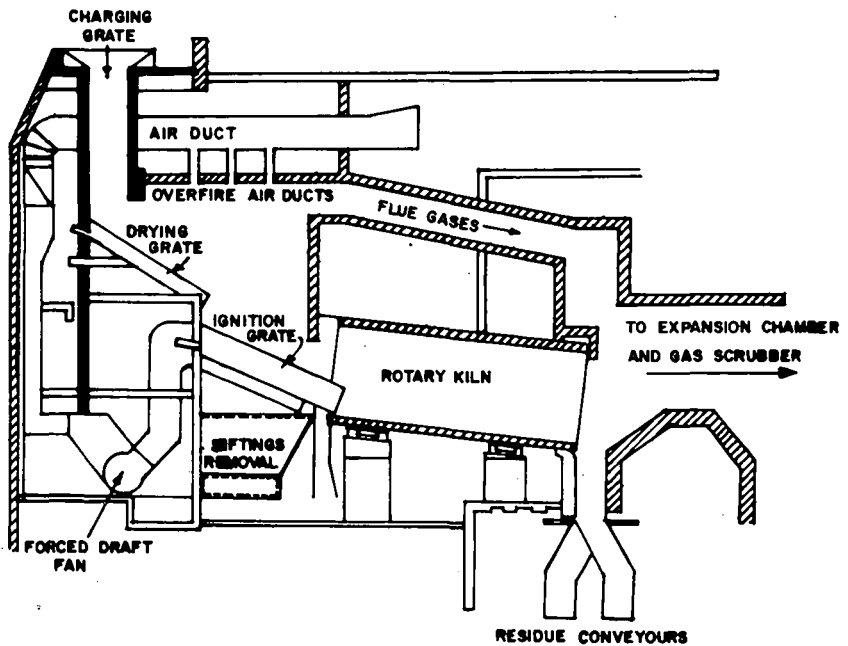 CHARGING
GRATE
AIR DUCT
OVERFIRE AIR DUCTS
FLUE GASES
DRYING
GRATE
IGNITION
GRATE
TO EXPANSION CHAMBER
AND GAS SCRUBBER
ROTARY KILN
SIFTINGS
REMOVAL
FORCED DRAFT
FAN
RESIDUE CONVEYOURS